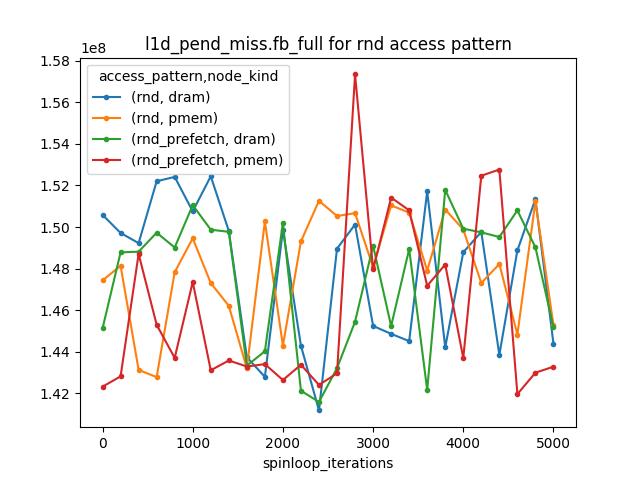 l1d_pend_miss.fb_full for rnd access pattern
1e8
access_pattern,node_kind
(rnd, dram)
(rnd, pmem)
(rnd_prefetch, dram)
(rnd_prefetch, pmem)
1.58
1.56
1.54
1.52
1.50
1.48
1.46
1.44
1.42
0 1000 2000 3000 4000 5000
spinloop_iterations